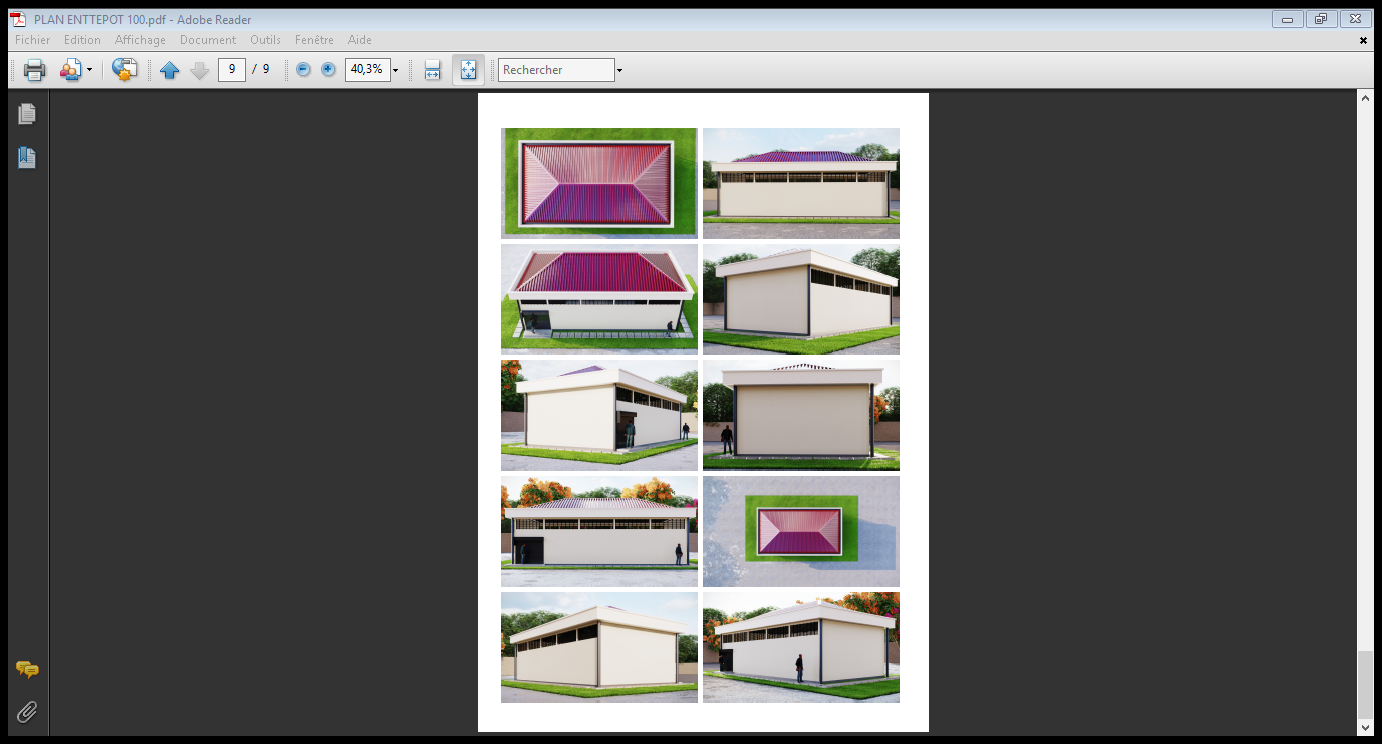 PLAN ENTTEPOT 100.pdf - Adobe Reader
Fichier Edition Affichage Document Outils Fenêtre Aide
9 / 9 40,3% Rechercher